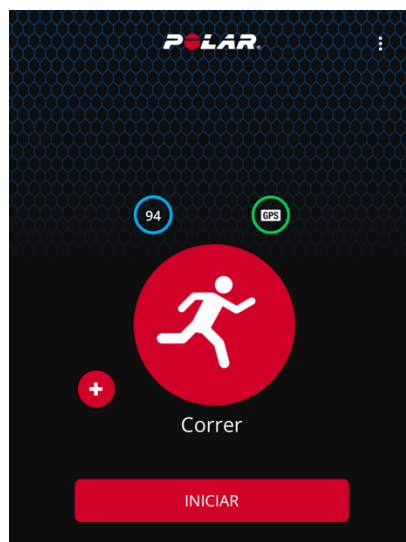 POLAR.
94
GPS
Correr
INICIAR